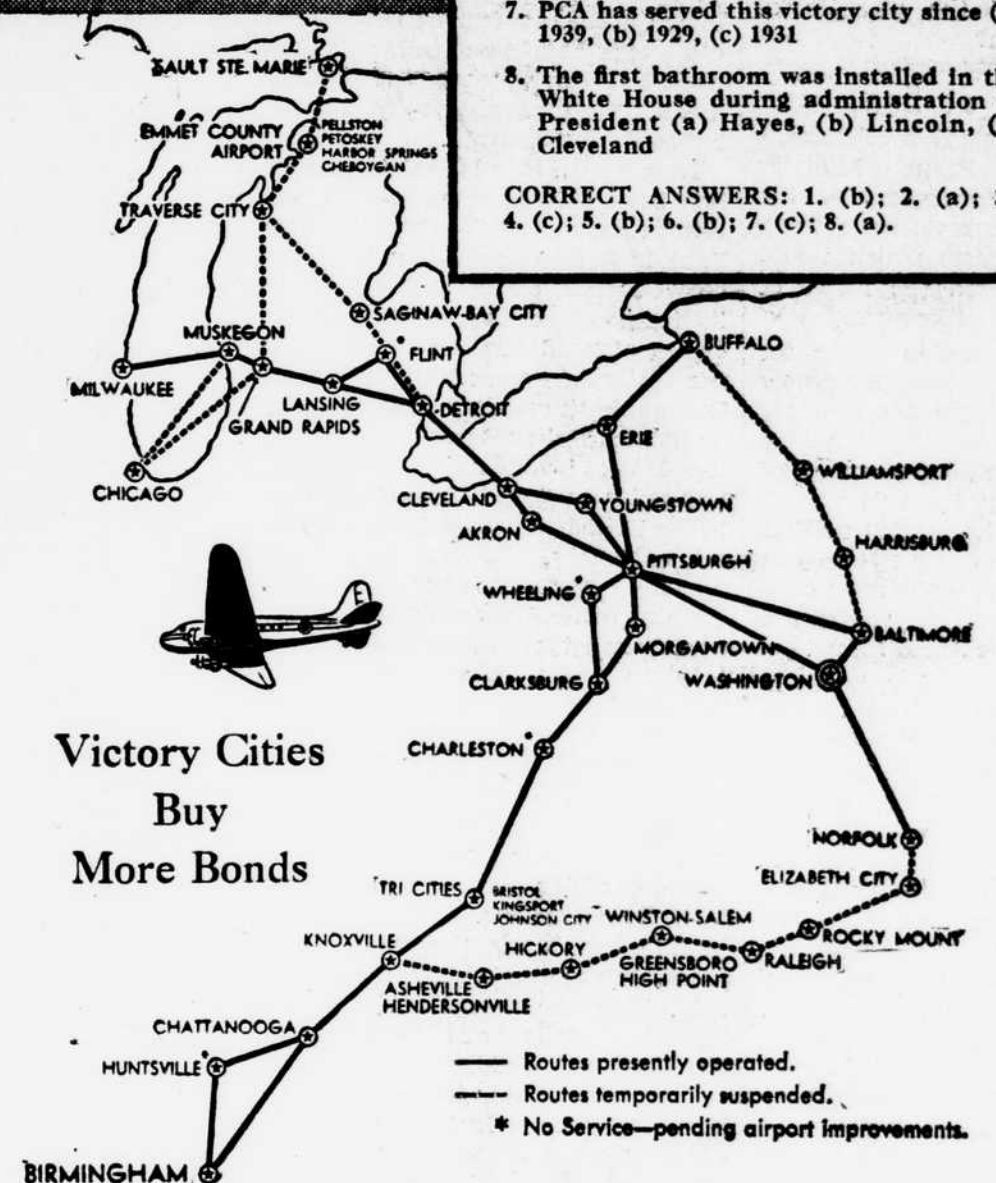 7. PCA has served this victory city since (
1939, (b) 1929, (c) 1931
8. The first bathroom was installed in th
White House during administration
President (a) Hayes, (b) Lincoln, (
Cleveland
CORRECT ANSWERS: 1. (b); 2. (a);
4. (c); 5. (b); 6. (b); 7. (c); 8. (a).
SAULT STE. MARIE
EMMET COUNTY
AIRPORT
PELLSTON
PETOSKEY
HARBOR SPRINGS
CHEBOYGAN
TRAVERSE CITY
SAGINAW-BAY CITY
MUSKEGON
* FLINT
BUFFALO
MILWAUKEE
LANSING
DETROIT
GRAND RAPIDS
ERIE
CHICAGO
WILLIAMSPORT
CLEVELAND
YOUNGSTOWN
AKRON
HARRISBURG
PITTSBURGH
WHEELING *
BALTIMORE
MORGANTOWN
CLARKSBURG
WASHINGTON
CHARLESTON *
Victory Cities
Buy
More Bonds
NORFOLK
ELIZABETH CITY
TRI CITIES
BRISTOL
KINGSPORT
JOHNSON CITY
WINSTON-SALEM
ROCKY MOUNT
KNOXVILLE
HICKORY
GREENSBORO
HIGH POINT
RALEIGH
ASHEVILLE
HENDERSONVILLE
CHATTANOOGA
HUNTSVILLE *
Routes presently operated.
Routes temporarily suspended.
* No Service—pending airport improvements.
BIRMINGHAM